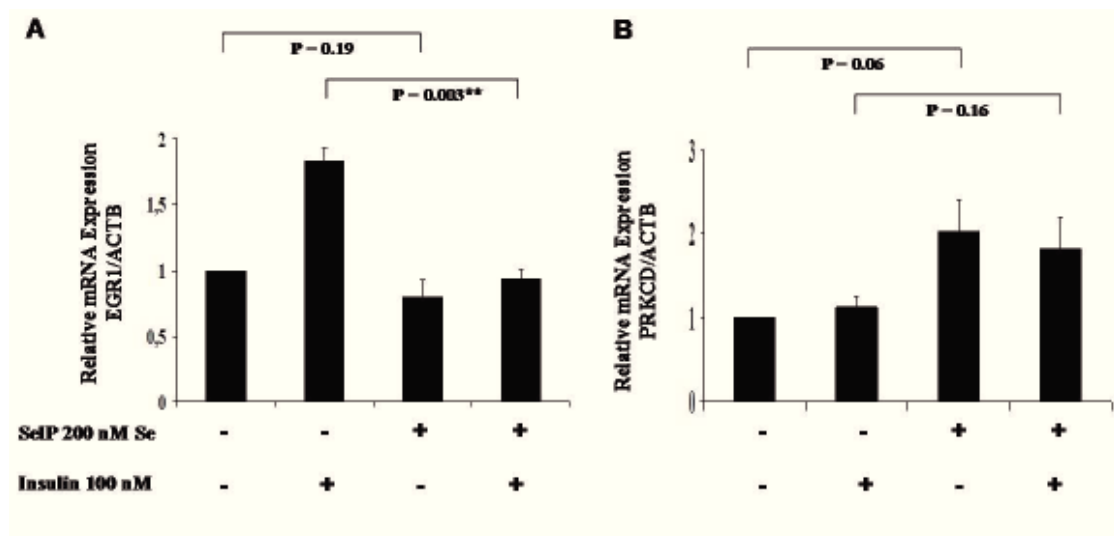 A
B
P = 0.19
P = 0.003**
P = 0.06
P = 0.16
Relative mRNA Expression
EGR1/ACTB
2
1,5
1
0,5
0
Relative mRNA Expression
PRKCD/ACTB
3
2
1
0
SelP 200 nM Se - - + + - - + +
Insulin 100 nM - + - + - + - +